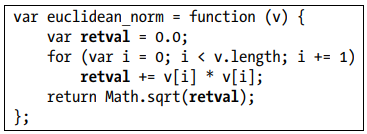 var euclidean_norm = function (v) {
    var retval = 0.0;
    for (var i = 0; i < v.length; i += 1)
        retval += v[i] * v[i];
    return Math.sqrt(retval);
};